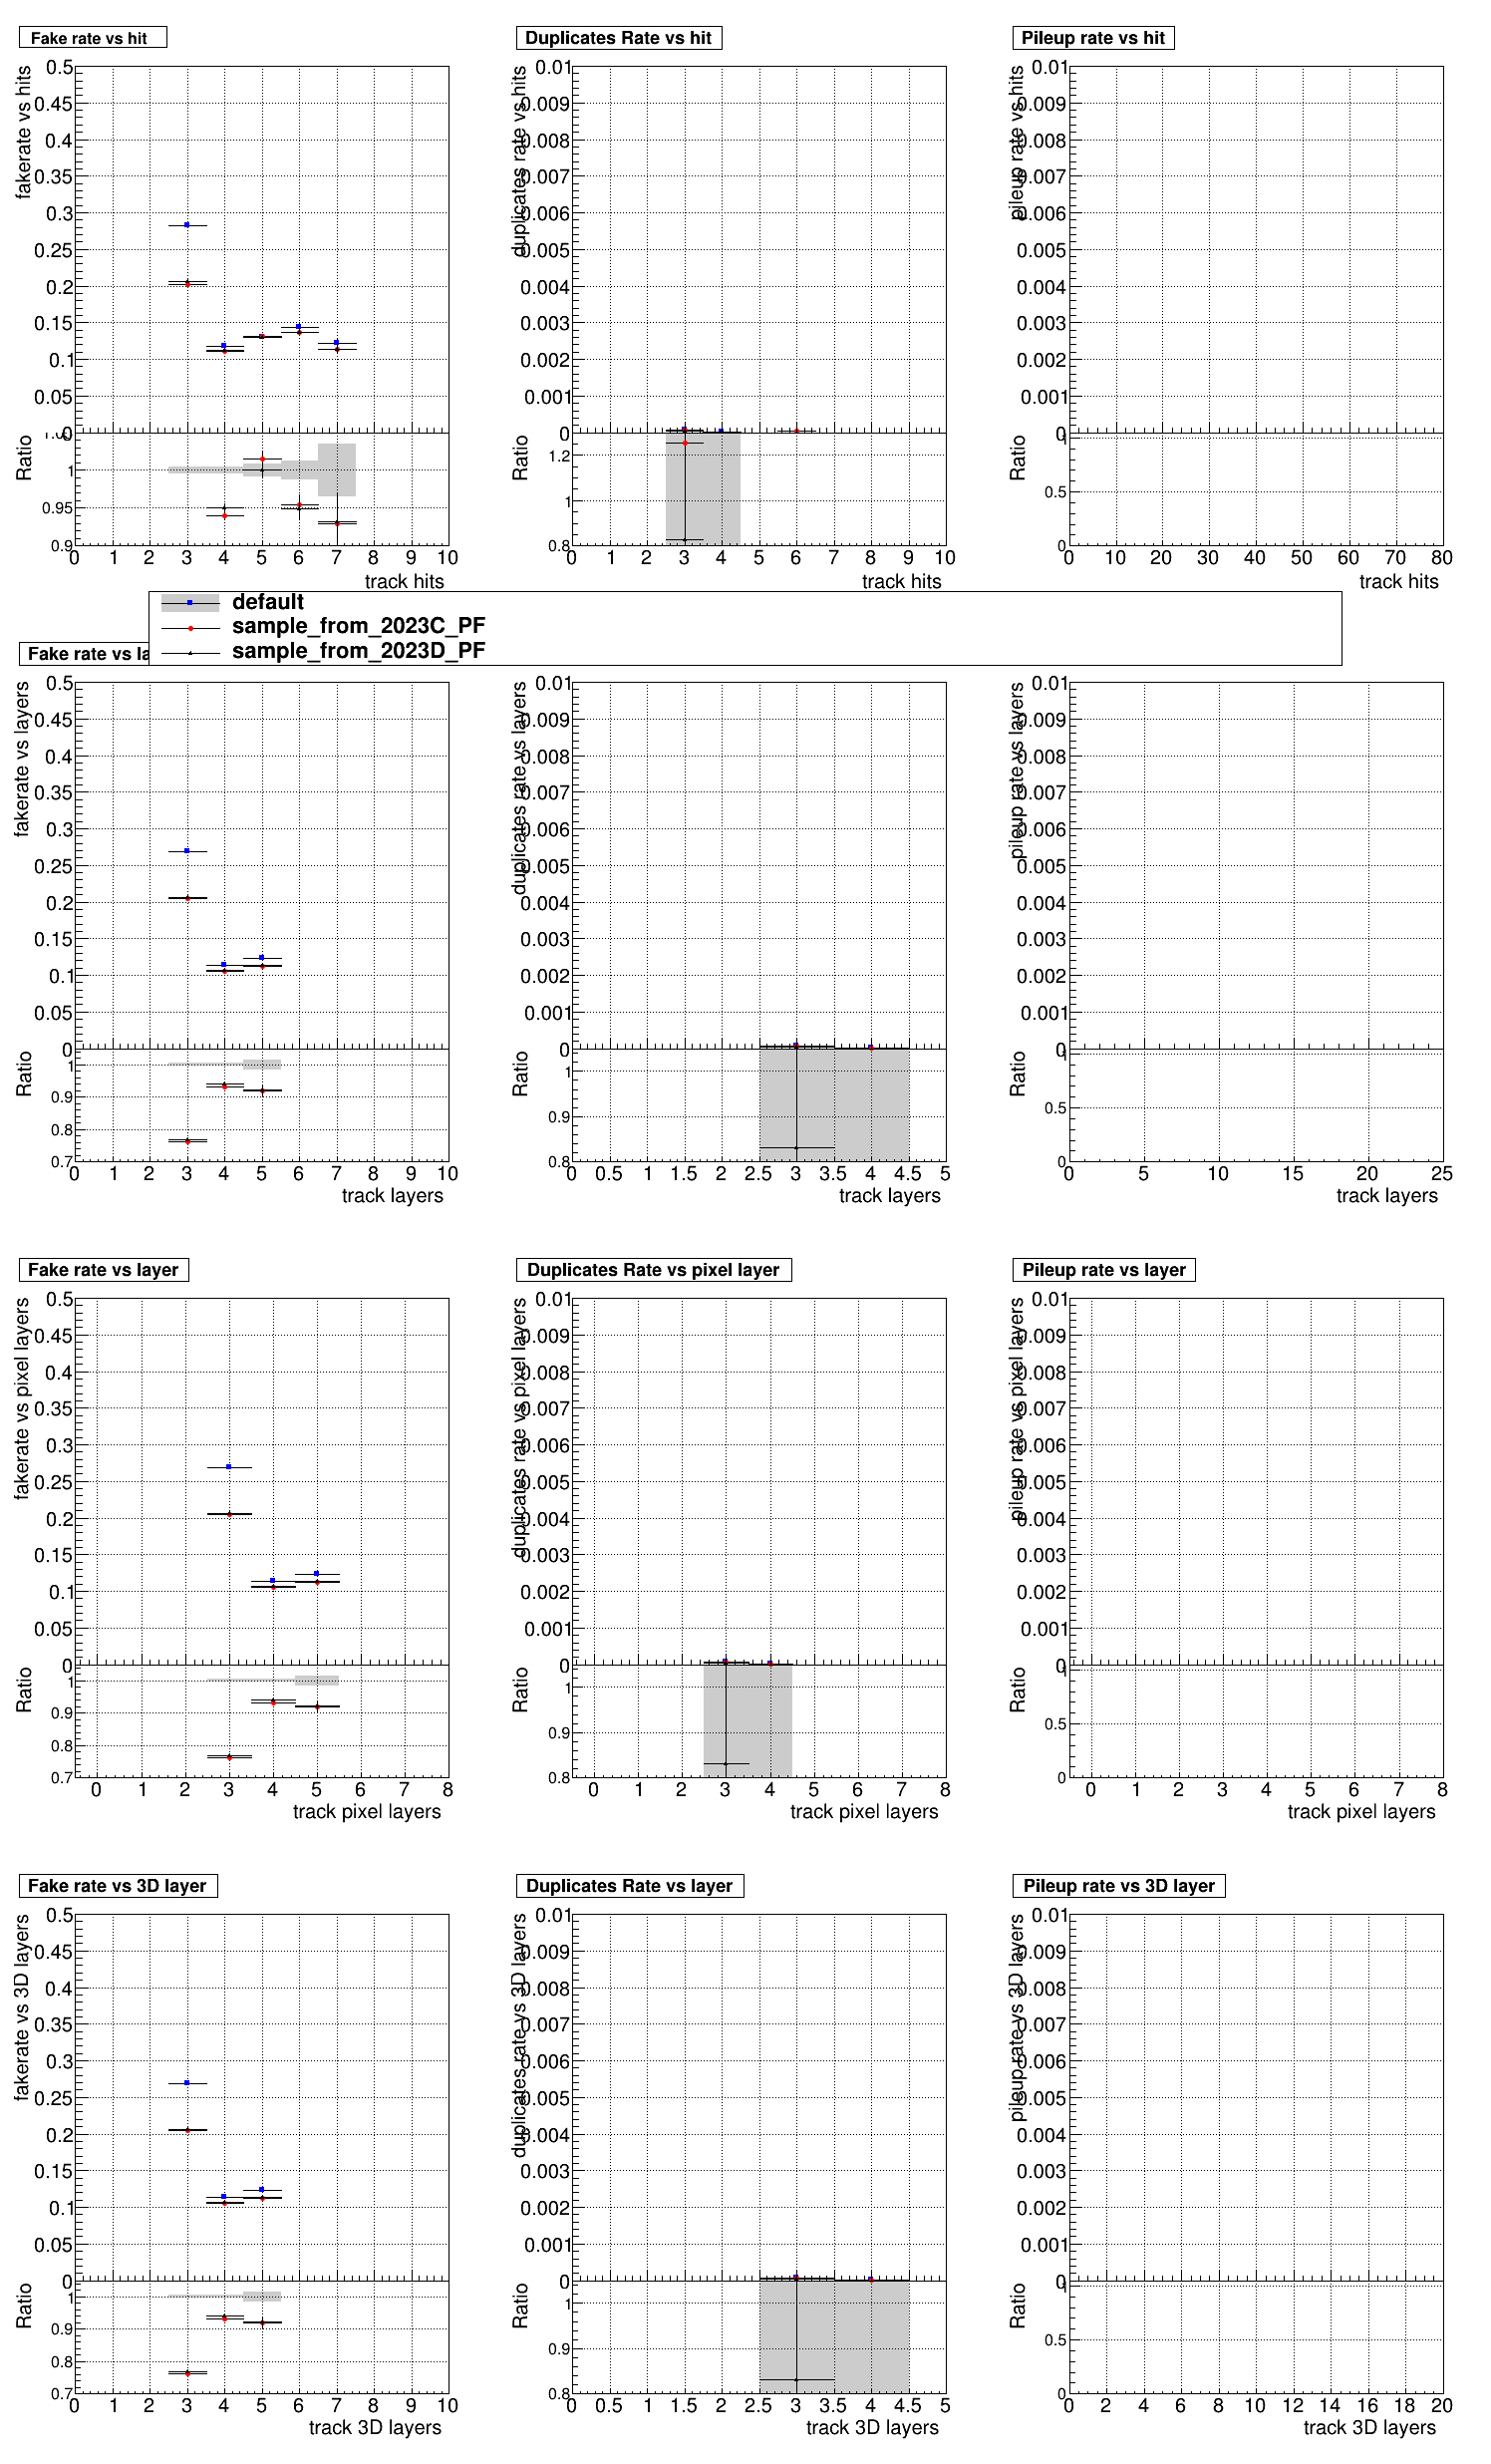 Fake rate vs hit
Duplicates Rate vs hit
Pileup rate vs hit
fakerate vs hits
0.5
0.45
0.4
0.35
0.3
0.25
0.2
0.15
0.1
0.05
0
Ratio
1
0.95
0.9
0 1 2 3 4 5 6 7 8 9 10
track hits
duplicates rate vs hits
0.01
0.009
0.008
0.007
0.006
0.005
0.004
0.003
0.002
0.001
0
Ratio
1.2
1
0.8
0 1 2 3 4 5 6 7 8 9 10
track hits
pileup rate vs hits
0.01
0.009
0.008
0.007
0.006
0.005
0.004
0.003
0.002
0.001
0
Ratio
1
0.5
0
0 10 20 30 40 50 60 70 80
track hits
default
sample_from_2023C_PF
sample_from_2023D_PF
Fake rate vs la
fakerate vs layers
0.5
0.45
0.4
0.35
0.3
0.25
0.2
0.15
0.1
0.05
0
Ratio
1
0.9
0.8
0.7
0 1 2 3 4 5 6 7 8 9 10
track layers
duplicates rate vs layers
0.01
0.009
0.008
0.007
0.006
0.005
0.004
0.003
0.002
0.001
0
Ratio
1
0.9
0.8
0 0.5 1 1.5 2 2.5 3 3.5 4 4.5 5
track layers
pileup rate vs layers
0.01
0.009
0.008
0.007
0.006
0.005
0.004
0.003
0.002
0.001
0
Ratio
1
0.5
0
0 5 10 15 20 25
track layers
Fake rate vs layer
Duplicates Rate vs pixel layer
Pileup rate vs layer
fakerate vs pixel layers
0.5
0.45
0.4
0.35
0.3
0.25
0.2
0.15
0.1
0.05
0
Ratio
1
0.9
0.8
0.7
0 1 2 3 4 5 6 7 8
track pixel layers
duplicates rate vs pixel layers
0.01
0.009
0.008
0.007
0.006
0.005
0.004
0.003
0.002
0.001
0
Ratio
1
0.9
0.8
0 1 2 3 4 5 6 7 8
track pixel layers
pileup rate vs pixel layers
0.01
0.009
0.008
0.007
0.006
0.005
0.004
0.003
0.002
0.001
0
Ratio
1
0.5
0
0 1 2 3 4 5 6 7 8
track pixel layers
Fake rate vs 3D layer
Duplicates Rate vs layer
Pileup rate vs 3D layer
fakerate vs 3D layers
0.5
0.45
0.4
0.35
0.3
0.25
0.2
0.15
0.1
0.05
0
Ratio
1
0.9
0.8
0.7
0 1 2 3 4 5 6 7 8 9 10
track 3D layers
duplicates rate vs 3D layers
0.01
0.009
0.008
0.007
0.006
0.005
0.004
0.003
0.002
0.001
0
Ratio
1
0.9
0.8
0 0.5 1 1.5 2 2.5 3 3.5 4 4.5 5
track 3D layers
pileup rate vs 3D layers
0.01
0.009
0.008
0.007
0.006
0.005
0.004
0.003
0.002
0.001
0
Ratio
1
0.5
0
0 2 4 6 8 10 12 14 16 18 20
track 3D layers